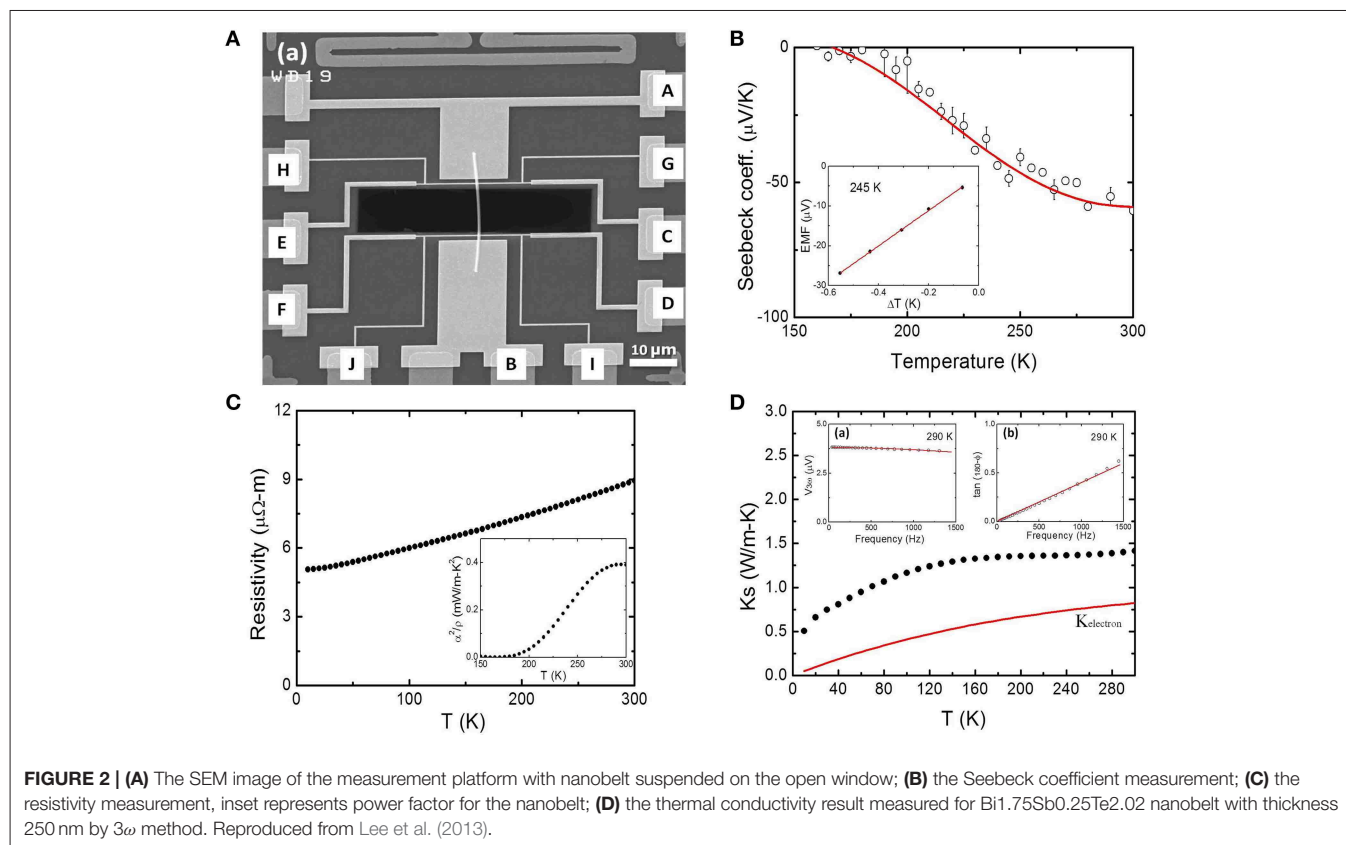 A
(a)
WD19
A
H
G
E
C
F
D
J
B
I
10 µm
B
Seebeck coeff. (µV/K)
0
-50
-100
150
200
250
300
Temperature (K)
245 K
EMF (µV)
0
-10
-20
-30
-0.6
-0.4
-0.2
0.0
ΔT (K)
C
Resistivity (µΩ-m)
12
9
6
3
0
0
100
200
300
T (K)
α²/ρ (mW/m-K²)
0.4
0.2
0.0
150
200
250
300
T (K)
D
Ks (W/m-K)
3.0
2.5
2.0
1.5
1.0
0.5
0.0
0
40
80
120
160
200
240
280
T (K)
Kelectron
(a)
290 K
V3ω (µV)
5.0
2.5
0.0
0
500
1000
1500
Frequency (Hz)
(b)
290 K
tan (180-ϕ)
1.0
0.5
0.0
0
500
1000
1500
Frequency (Hz)
FIGURE 2 | (A) The SEM image of the measurement platform with nanobelt suspended on the open window; (B) the Seebeck coefficient measurement; (C) the
resistivity measurement, inset represents power factor for the nanobelt; (D) the thermal conductivity result measured for Bi1.75Sb0.25Te2.02 nanobelt with thickness
250 nm by 3ω method. Reproduced from Lee et al. (2013).